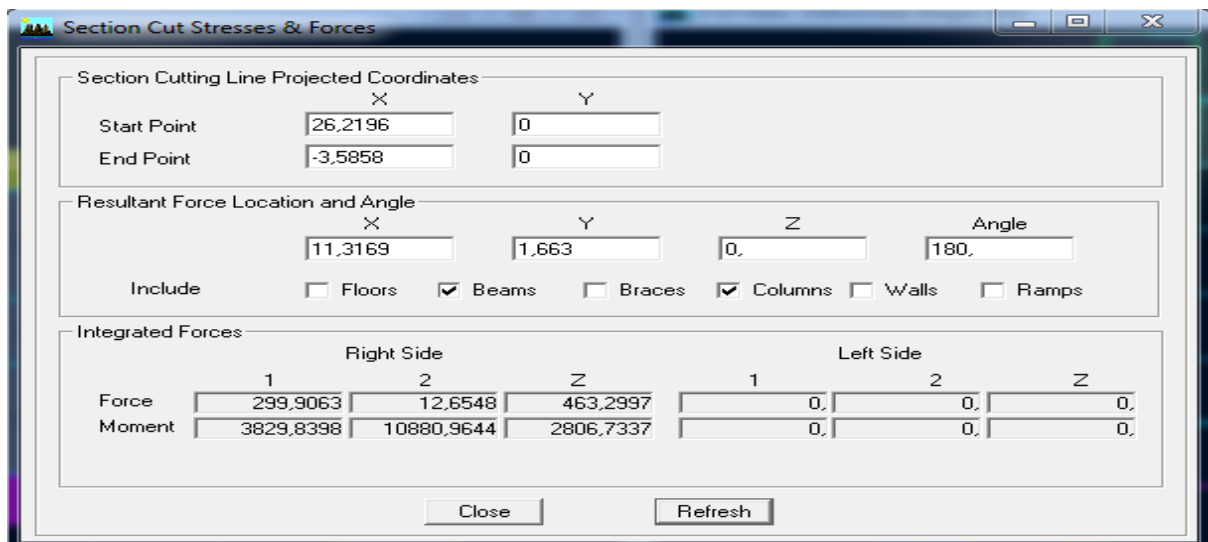 Section Cut Stresses & Forces
Section Cutting Line Projected Coordinates
X Y
Start Point 26,2196 0
End Point -3,5858 0
Resultant Force Location and Angle
X Y Z Angle
11,3169 1,663 0, 180,
Include Floors Beams Braces Columns Walls Ramps
Integrated Forces
Right Side Left Side
1 2 Z 1 2 Z
Force 299,9063 12,6548 463,2997 0, 0, 0,
Moment 3829,8398 10880,9644 2806,7337 0, 0, 0,
Close Refresh